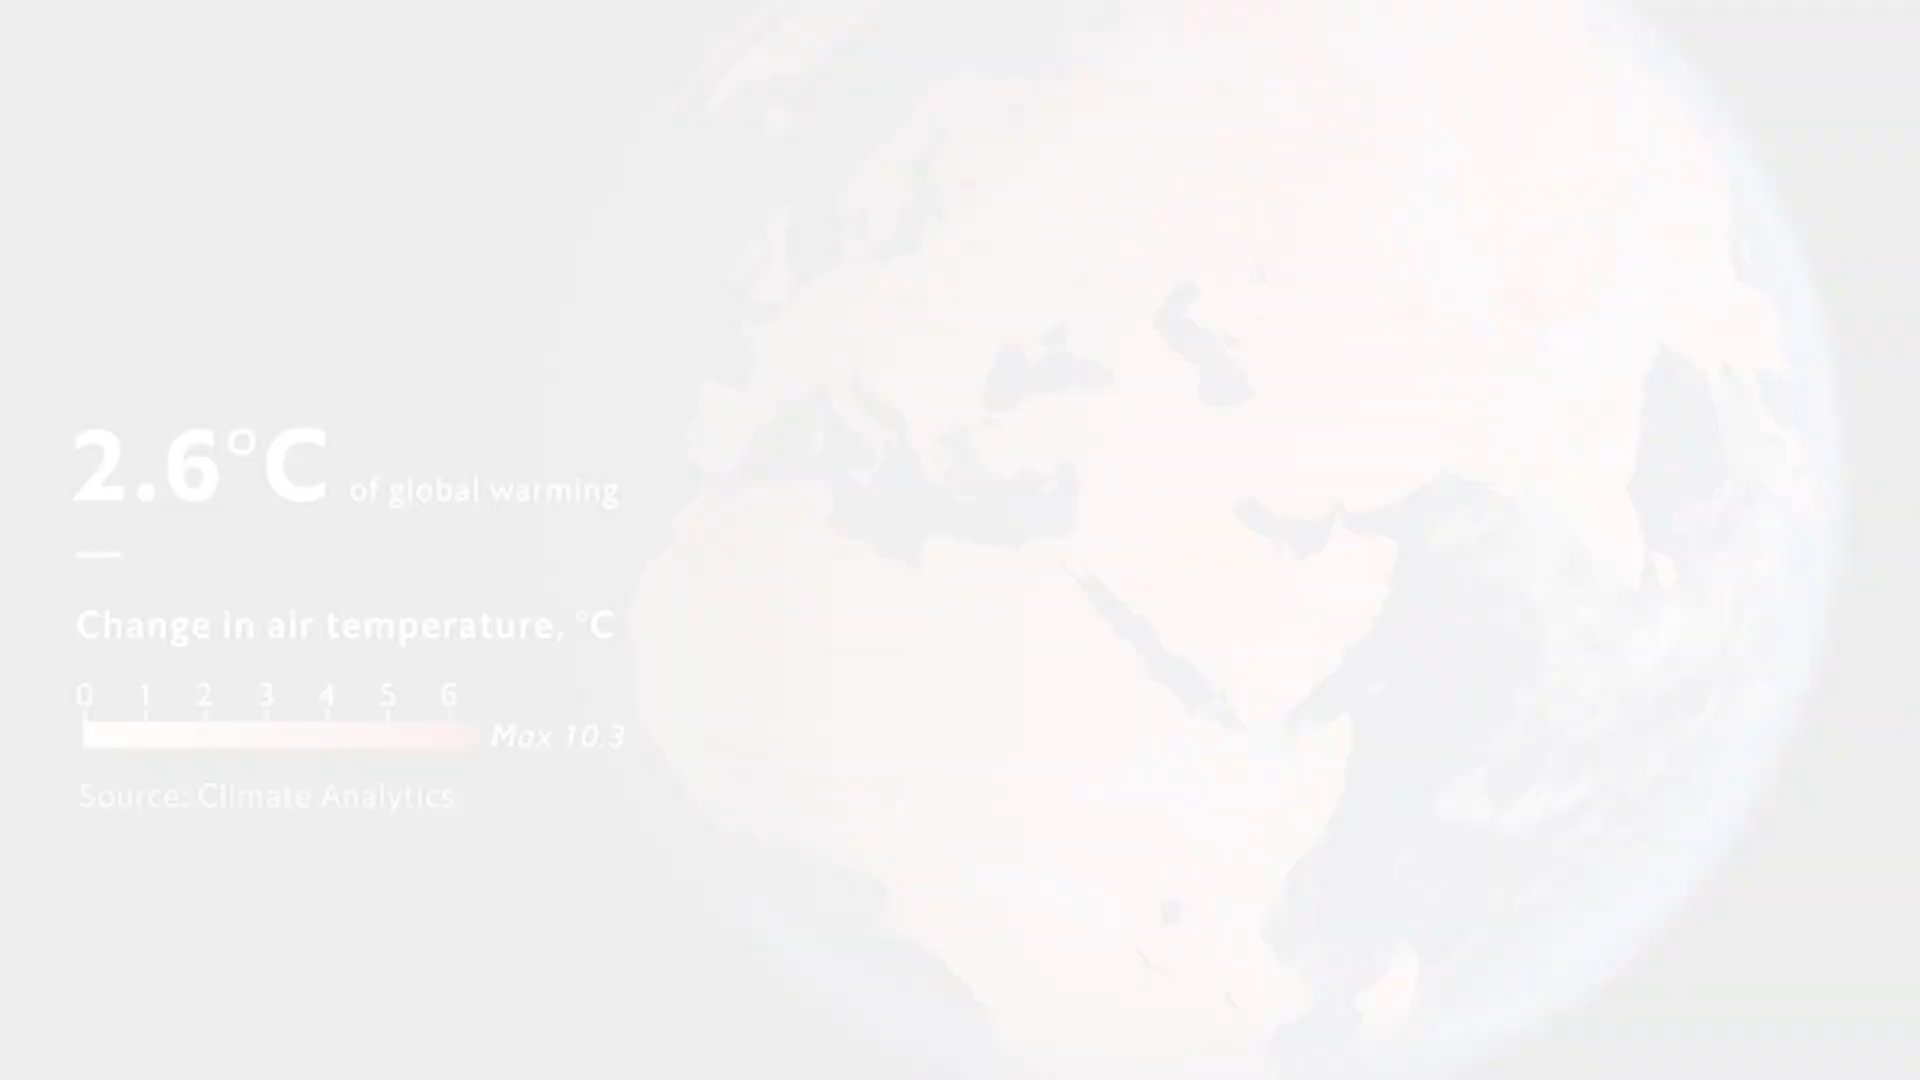 2.6°C of global warming
Change in air temperature, °C
0 1 2 3 4 5 6
Max 10.3
Source: Climate Analytics